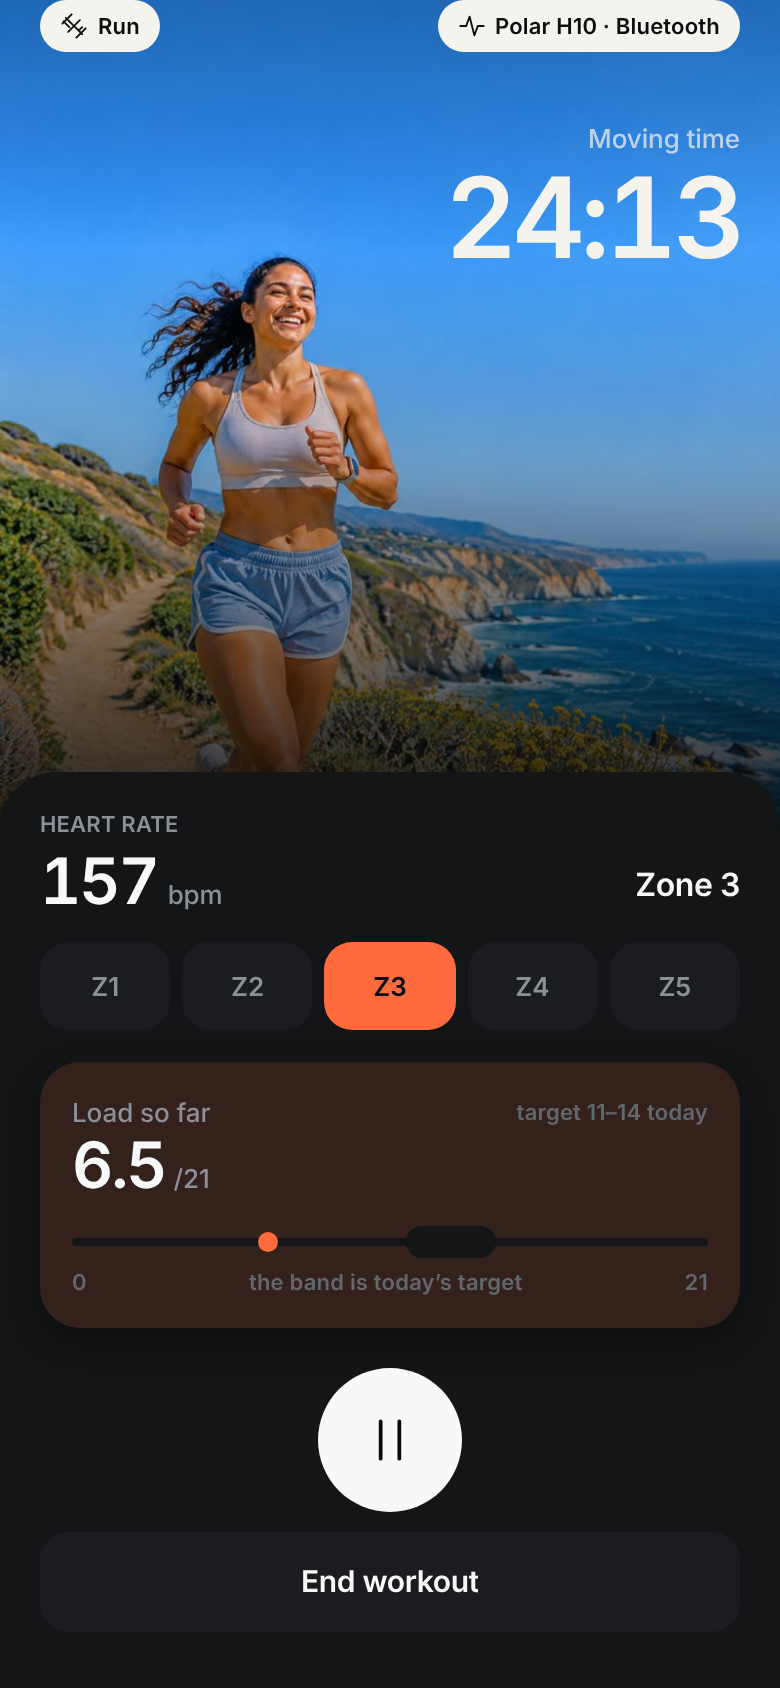 Run
Polar H10 · Bluetooth
Moving time
24:13
HEART RATE
157 bpm
Zone 3
Z1
Z2
Z3
Z4
Z5
Load so far
target 11–14 today
6.5 /21
0
the band is today’s target
21
End workout